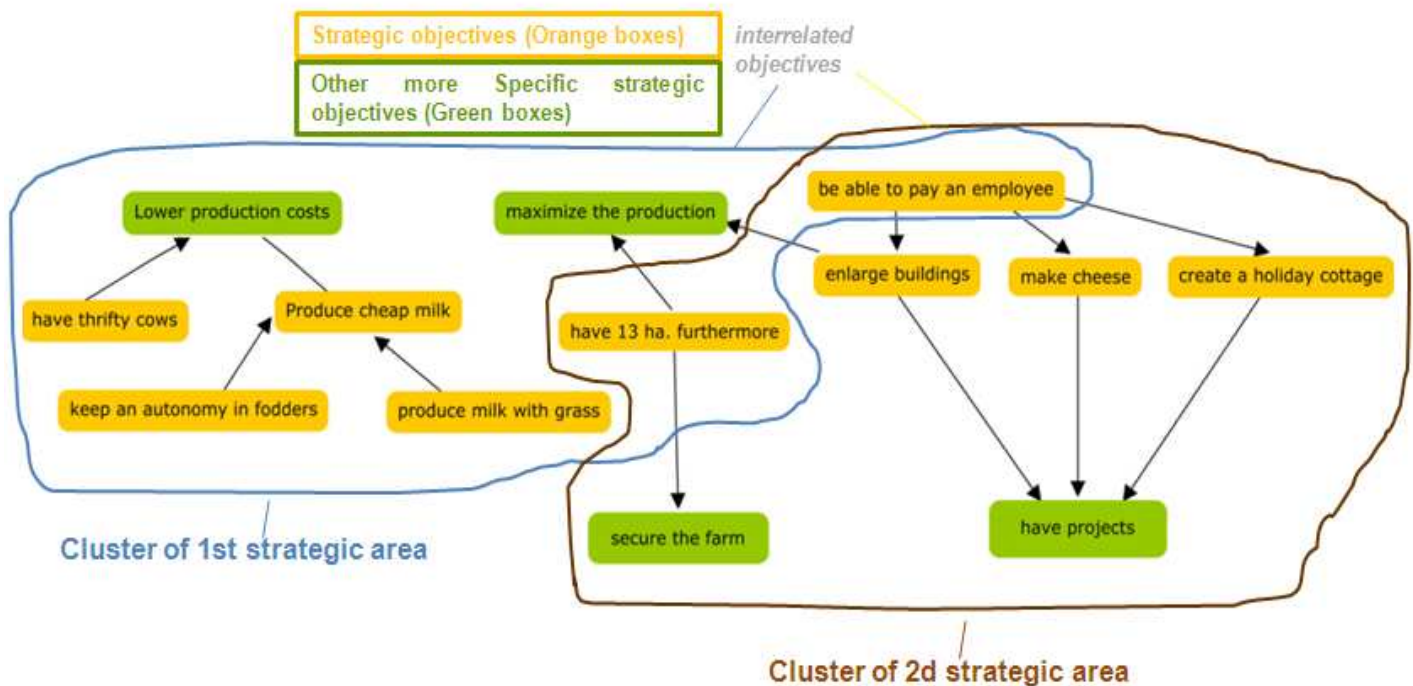 Strategic objectives (Orange boxes)
Other more Specific strategic
objectives (Green boxes)
interrelated
objectives
be able to pay an employee
Lower production costs
maximize the production
enlarge buildings
make cheese
create a holiday cottage
have thrifty cows
Produce cheap milk
have 13 ha. furthermore
keep an autonomy in fodders
produce milk with grass
secure the farm
have projects
Cluster of 1st strategic area
Cluster of 2d strategic area